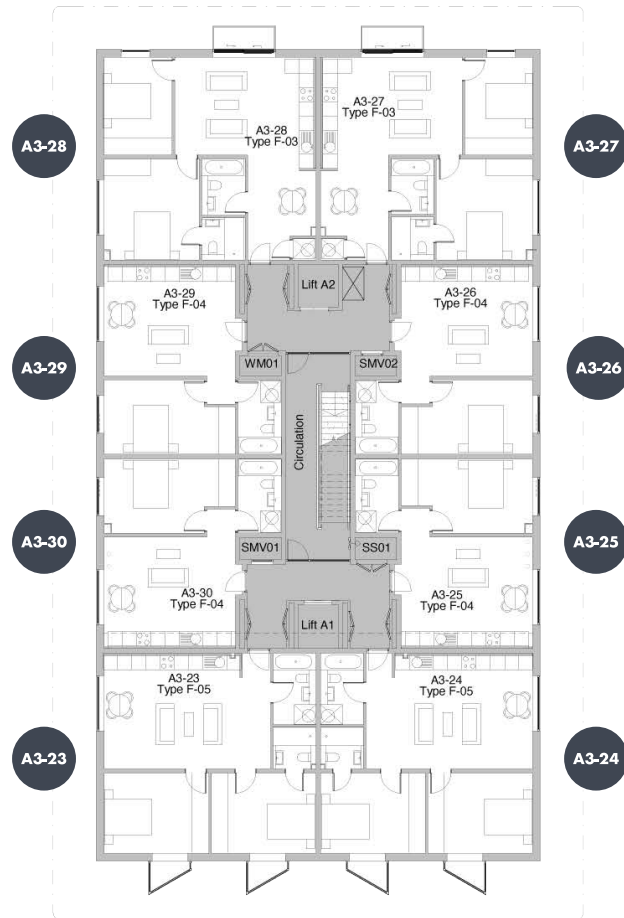 A3-28
A3-27
A3-28
Type F-03
A3-27
Type F-03
Lift A2
A3-29
Type F-04
A3-26
Type F-04
A3-29
WM01
SMV02
A3-26
Circulation
A3-30
SMV01
SS01
A3-25
A3-30
Type F-04
A3-25
Type F-04
Lift A1
A3-23
Type F-05
A3-24
Type F-05
A3-23
A3-24